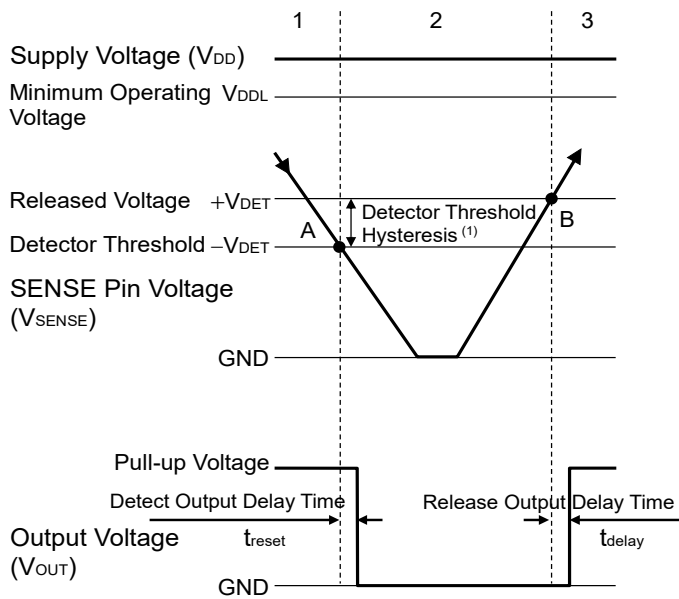 1 2 3
Supply Voltage (VDD)
Minimum Operating VDDL
Voltage
Released Voltage +VDET
Detector Threshold
Hysteresis (1)
A B
Detector Threshold −VDET
SENSE Pin Voltage
(VSENSE)
GND
Pull-up Voltage
Detect Output Delay Time
Release Output Delay Time
treset
tdelay
Output Voltage
(VOUT)
GND